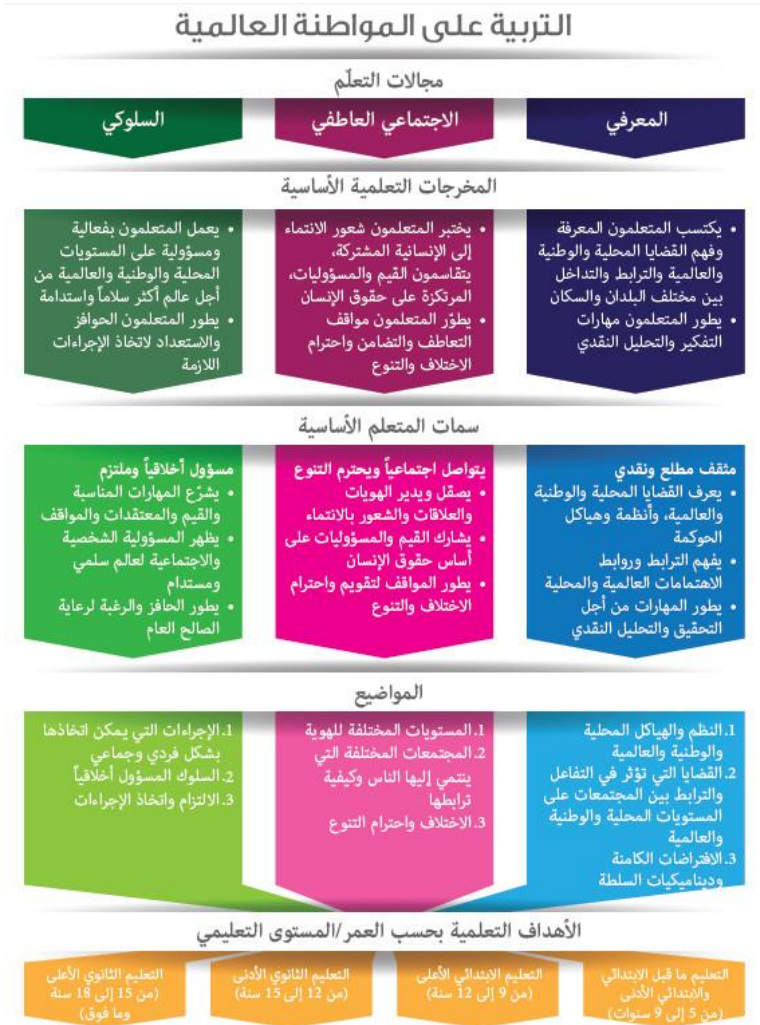 التربية على المواطنة العالمية
مجالات التعلّم
المعرفي
الاجتماعي العاطفي
السلوكي
المخرجات التعلمية الأساسية
• يكتسب المتعلمون المعرفة
وفهم القضايا المحلية والوطنية
والعالمية والترابط والتداخل
بين مختلف البلدان والسكان
• يطور المتعلمون مهارات
التفكير والتحليل النقدي
• يختبر المتعلمون شعور الانتماء
إلى الإنسانية المشتركة،
يتقاسمون القيم والمسؤوليات،
المرتكزة على حقوق الإنسان
• يطوّر المتعلمون مواقف
التعاطف والتضامن واحترام
الاختلاف والتنوع
• يعمل المتعلمون بفعالية
ومسؤولية على المستويات
المحلية والوطنية والعالمية من
أجل عالم أكثر سلاماً واستدامة
• يطور المتعلمون الحوافز
والاستعداد لاتخاذ الإجراءات
اللازمة
سمات المتعلم الأساسية
مثقف مطلع ونقدي
• يعرف القضايا المحلية والوطنية
والعالمية، وأنظمة وهياكل
الحوكمة
• يفهم الترابط وروابط
الاهتمامات العالمية والمحلية
• يطور المهارات من أجل
التحقيق والتحليل النقدي
يتواصل اجتماعياً ويحترم التنوع
• يصقل ويدير الهويات
والعلاقات والشعور بالانتماء
• يشارك القيم والمسؤوليات على
أساس حقوق الإنسان
• يطور المواقف لتقويم واحترام
الاختلاف والتنوع
مسؤول أخلاقياً وملتزم
• يشرّع المهارات المناسبة
والقيم والمعتقدات والمواقف
• يظهر المسؤولية الشخصية
والاجتماعية لعالم سلمي
ومستدام
• يطور الحافز والرغبة لرعاية
الصالح العام
المواضيع
1. النظم والهياكل المحلية
والوطنية والعالمية
2. القضايا التي تؤثر في التفاعل
والترابط بين المجتمعات على
المستويات المحلية والوطنية
والعالمية
3. الافتراضات الكامنة
وديناميكيات السلطة
1. المستويات المختلفة للهوية
2. المجتمعات المختلفة التي
ينتمي إليها الناس وكيفية
ترابطها
3. الاختلاف واحترام التنوع
1. الإجراءات التي يمكن اتخاذها
بشكل فردي وجماعي
2. السلوك المسؤول أخلاقياً
3. الالتزام واتخاذ الإجراءات
الأهداف التعلمية بحسب العمر/المستوى التعليمي
التعليم ما قبل الابتدائي
والابتدائي الأدنى
(من 5 إلى 9 سنوات)
التعليم الابتدائي الأعلى
(من 9 إلى 12 سنة)
التعليم الثانوي الأدنى
(من 12 إلى 15 سنة)
التعليم الثانوي الأعلى
(من 15 إلى 18 سنة
وما فوق)